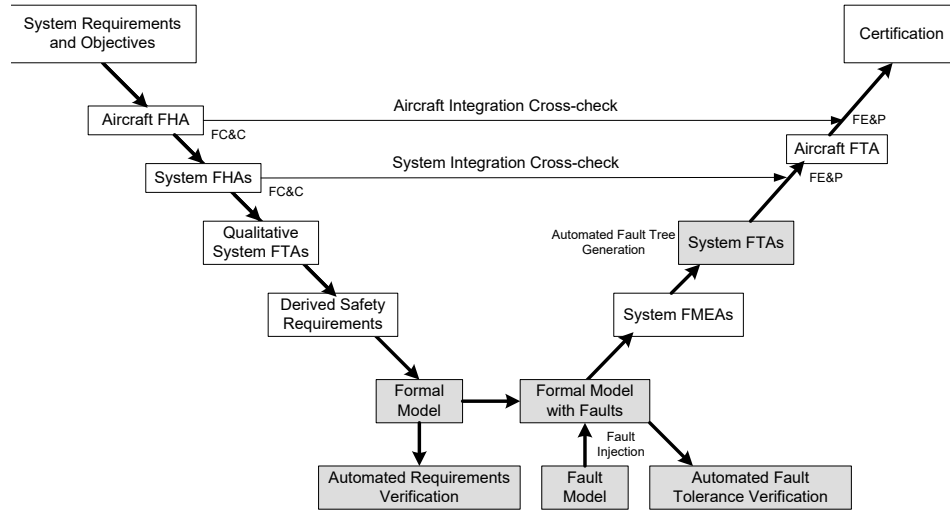 System Requirements
and Objectives
Certification
Aircraft Integration Cross-check
Aircraft FHA
FC&C
FE&P
Aircraft FTA
System Integration Cross-check
System FHAs
FC&C
FE&P
Qualitative
System FTAs
Automated Fault Tree
Generation
System FTAs
Derived Safety
Requirements
System FMEAs
Formal
Model
Formal Model
with Faults
Fault
Injection
Automated Requirements
Verification
Fault
Model
Automated Fault
Tolerance Verification